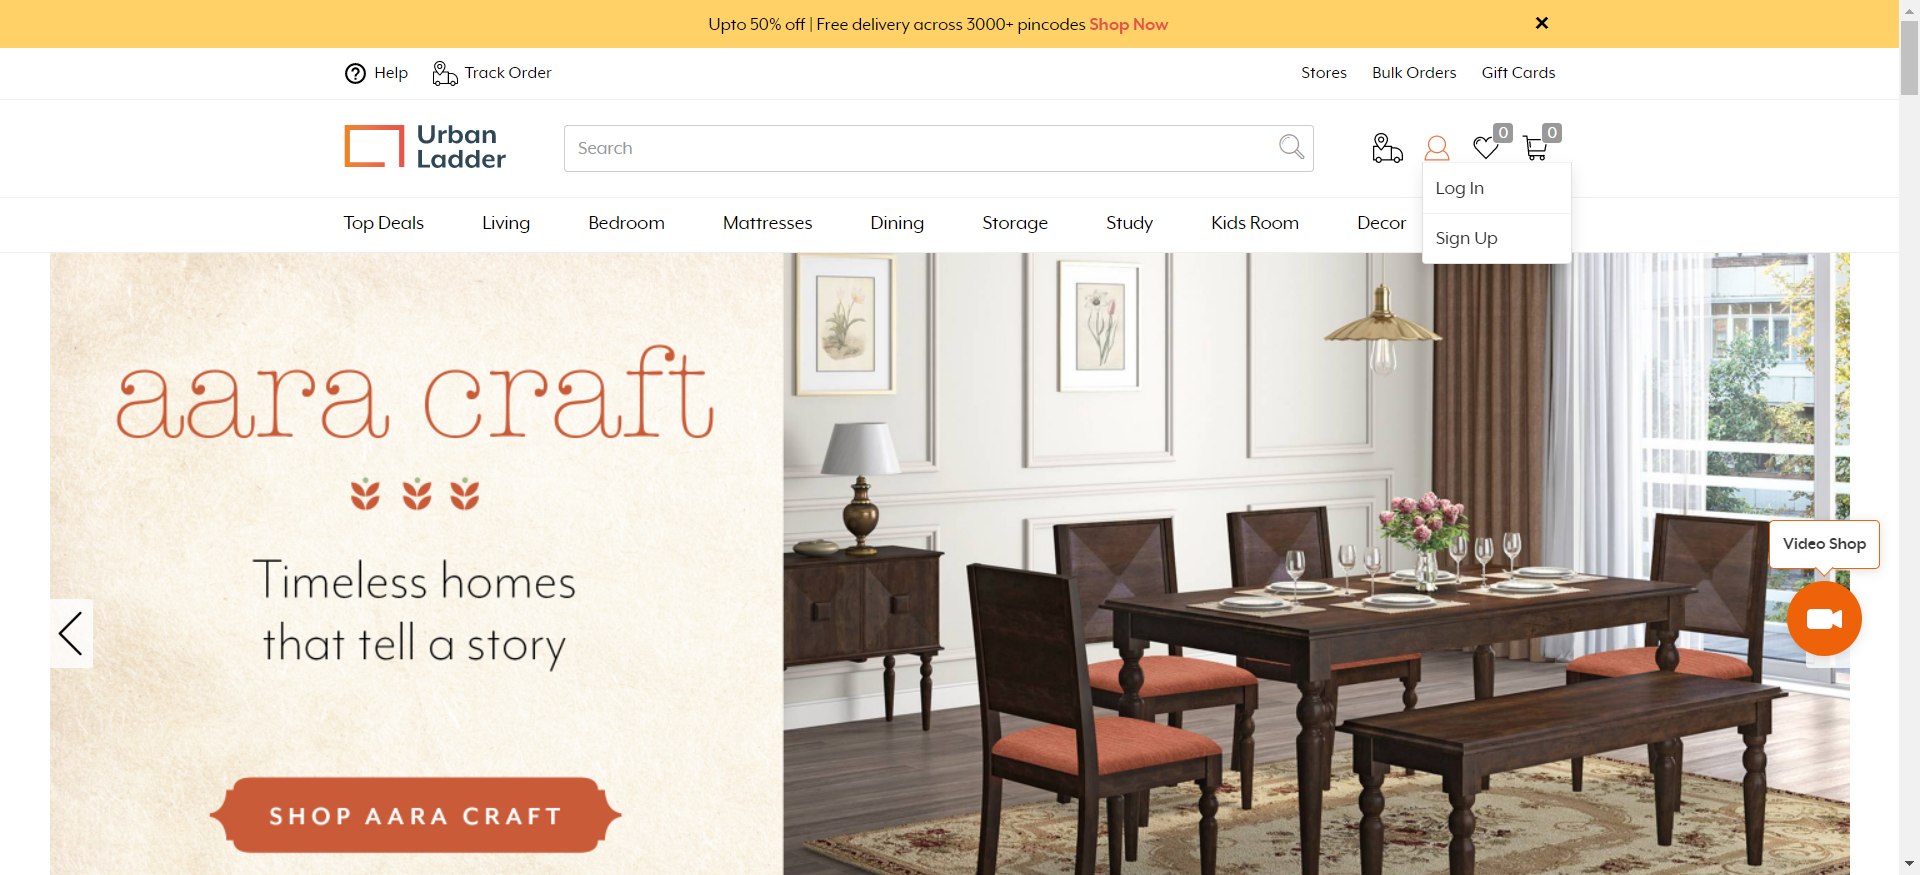 Upto 50% off | Free delivery across 3000+ pincodes Shop Now
Help
Track Order
Stores
Bulk Orders
Gift Cards
Urban
Ladder
Search
0
0
Log In
Sign Up
Top Deals
Living
Bedroom
Mattresses
Dining
Storage
Study
Kids Room
Decor
aara craft
Timeless homes
that tell a story
SHOP AARA CRAFT
Video Shop